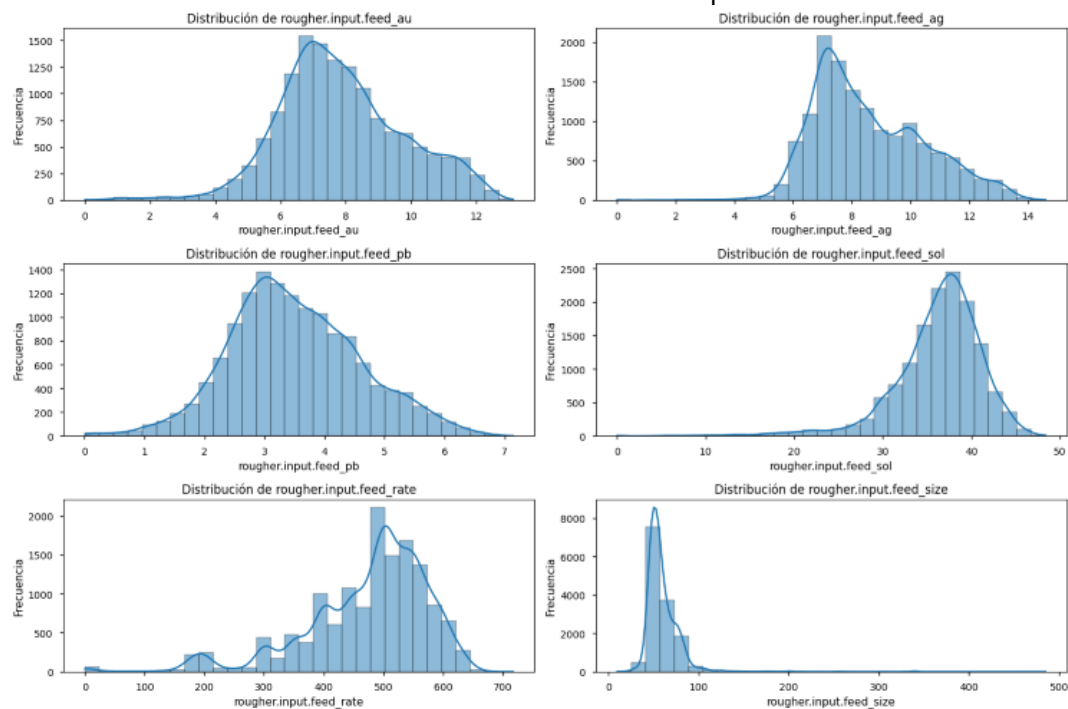 Distribución de rougher.input.feed_au
Frecuencia
1500
1250
1000
750
500
250
0
0 2 4 6 8 10 12
rougher.input.feed_au
Distribución de rougher.input.feed_ag
Frecuencia
2000
1500
1000
500
0
0 2 4 6 8 10 12 14
rougher.input.feed_ag
Distribución de rougher.input.feed_pb
Frecuencia
1400
1200
1000
800
600
400
200
0
0 1 2 3 4 5 6 7
rougher.input.feed_pb
Distribución de rougher.input.feed_sol
Frecuencia
2500
2000
1500
1000
500
0
0 10 20 30 40 50
rougher.input.feed_sol
Distribución de rougher.input.feed_rate
Frecuencia
2000
1500
1000
500
0
0 100 200 300 400 500 600 700
rougher.input.feed_rate
Distribución de rougher.input.feed_size
Frecuencia
8000
6000
4000
2000
0
0 100 200 300 400 500
rougher.input.feed_size